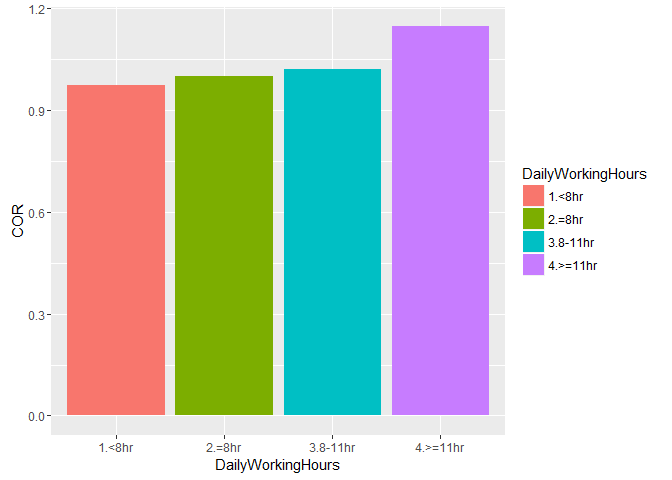 1.2
0.9
0.6
0.3
0.0
COR
1.<8hr
2.=8hr
3.8-11hr
4.>=11hr
DailyWorkingHours
DailyWorkingHours
1.<8hr
2.=8hr
3.8-11hr
4.>=11hr